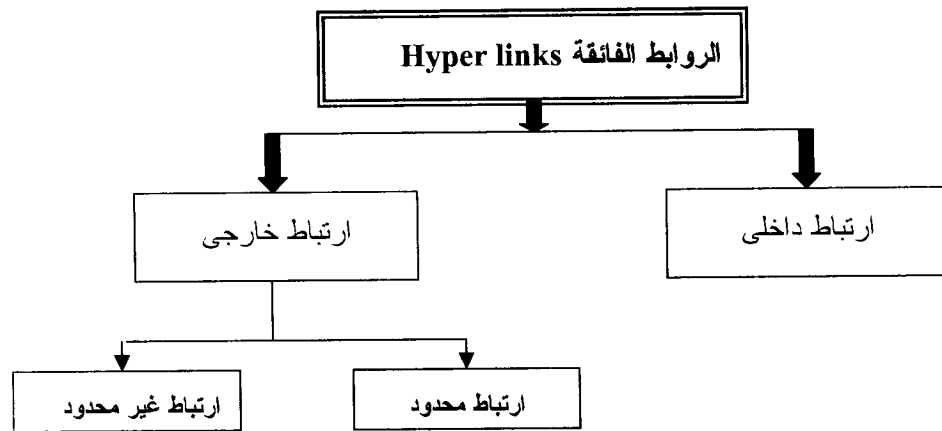 الروابط الفائقة Hyper links
ارتباط داخلى
ارتباط خارجى
ارتباط محدود
ارتباط غير محدود